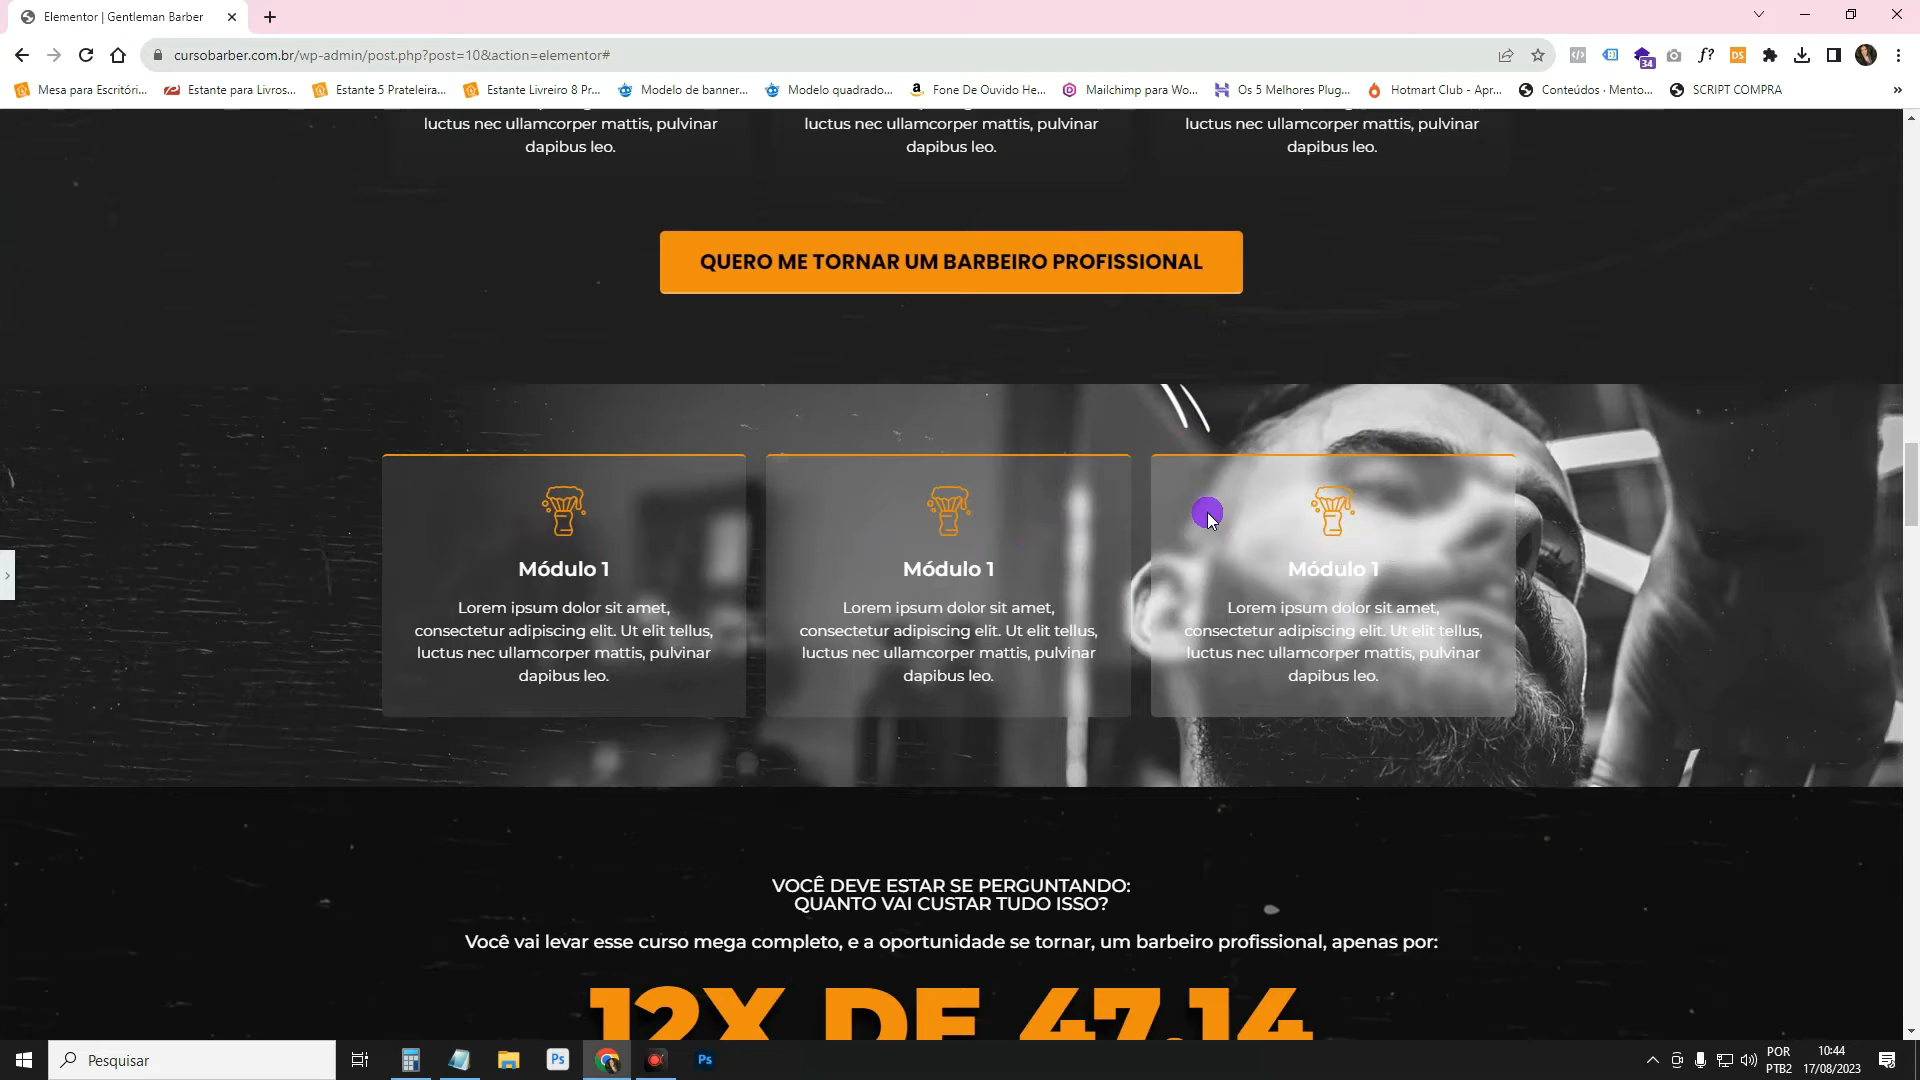 Elementor | Gentleman Barber
cursobarber.com.br/wp-admin/post.php?post=10&action=elementor#
34
f?
DS
Mesa para Escritóri...
Estante para Livros...
Estante 5 Prateleira...
Estante Livreiro 8 Pr...
Modelo de banner...
Modelo quadrado...
Fone De Ouvido He...
Mailchimp para Wo...
Os 5 Melhores Plug...
Hotmart Club - Apr...
Conteúdos · Mento...
SCRIPT COMPRA
»
luctus nec ullamcorper mattis, pulvinar
dapibus leo.
luctus nec ullamcorper mattis, pulvinar
dapibus leo.
luctus nec ullamcorper mattis, pulvinar
dapibus leo.
QUERO ME TORNAR UM BARBEIRO PROFISSIONAL
Módulo 1
Lorem ipsum dolor sit amet,
consectetur adipiscing elit. Ut elit tellus,
luctus nec ullamcorper mattis, pulvinar
dapibus leo.
Módulo 1
Lorem ipsum dolor sit amet,
consectetur adipiscing elit. Ut elit tellus,
luctus nec ullamcorper mattis, pulvinar
dapibus leo.
Módulo 1
Lorem ipsum dolor sit amet,
consectetur adipiscing elit. Ut elit tellus,
luctus nec ullamcorper mattis, pulvinar
dapibus leo.
VOCÊ DEVE ESTAR SE PERGUNTANDO:
QUANTO VAI CUSTAR TUDO ISSO?
Você vai levar esse curso mega completo, e a oportunidade se tornar, um barbeiro profissional, apenas por:
12X DE 47,14
Pesquisar
Ps
Ps
POR
PTB2
10:44
17/08/2023